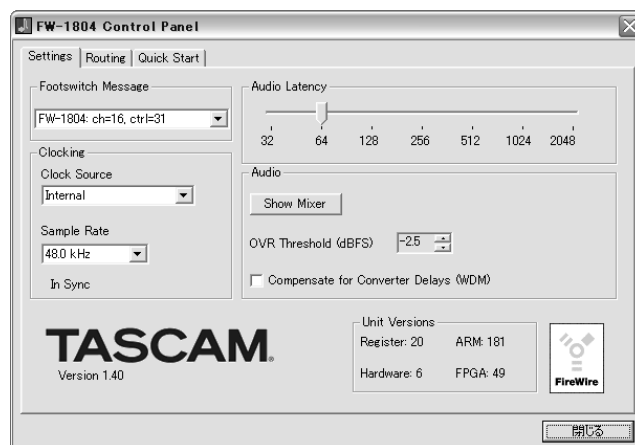 FW-1804 Control Panel
Settings Routing Quick Start
Footswitch Message
FW-1804: ch=16, ctrl=31
Clocking
Clock Source
Internal
Sample Rate
48.0 kHz
In Sync
Audio Latency
32 64 128 256 512 1024 2048
Audio
Show Mixer
OVR Threshold (dBFS) -2.5
Compensate for Converter Delays (WDM)
TASCAM.
Version 1.40
Unit Versions
Register: 20 ARM: 181
Hardware: 6 FPGA: 49
FireWire
閉じる